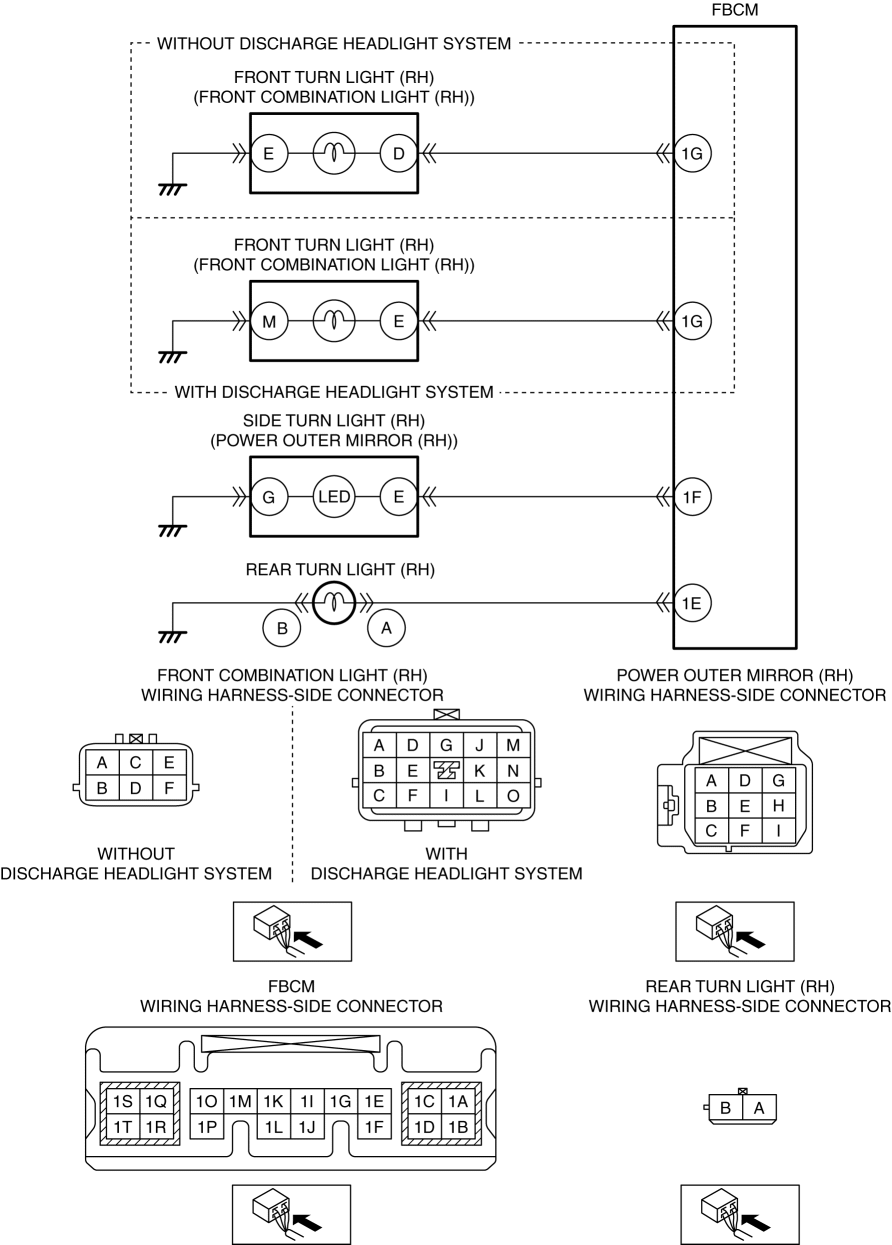 FBCM
WITHOUT DISCHARGE HEADLIGHT SYSTEM
FRONT TURN LIGHT (RH)
(FRONT COMBINATION LIGHT (RH))
E D 1G
FRONT TURN LIGHT (RH)
(FRONT COMBINATION LIGHT (RH))
M E 1G
WITH DISCHARGE HEADLIGHT SYSTEM
SIDE TURN LIGHT (RH)
(POWER OUTER MIRROR (RH))
G LED E 1F
REAR TURN LIGHT (RH)
1E
B A
FRONT COMBINATION LIGHT (RH)
WIRING HARNESS-SIDE CONNECTOR
A C E
B D F
WITHOUT
DISCHARGE HEADLIGHT SYSTEM
A D G J M
B E K N
C F I L O
WITH
DISCHARGE HEADLIGHT SYSTEM
POWER OUTER MIRROR (RH)
WIRING HARNESS-SIDE CONNECTOR
A D G
B E H
C F I
FBCM
WIRING HARNESS-SIDE CONNECTOR
1S 1Q 1O 1M 1K 1I 1G 1E 1C 1A
1T 1R 1P 1L 1J 1F 1D 1B
REAR TURN LIGHT (RH)
WIRING HARNESS-SIDE CONNECTOR
B A